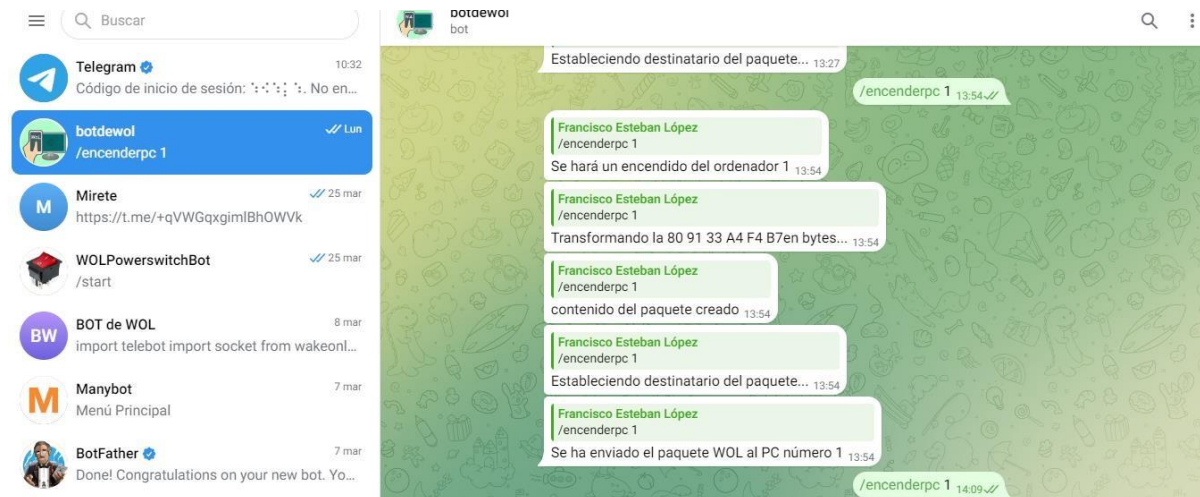 Buscar
Telegram
10:32
Código de inicio de sesión: No en...
botdewol
Lun
/encenderpc 1
M
Mirete
25 mar
https://t.me/+qVWGqxgimlBhOWVk
WOLPowerswitchBot
25 mar
/start
BW
BOT de WOL
8 mar
import telebot import socket from wakeonl...
Manybot
7 mar
Menú Principal
BotFather
7 mar
Done! Congratulations on your new bot. Yo...
botdewol
bot
Estableciendo destinatario del paquete... 13:27
/encenderpc 1 13:54
Francisco Esteban López
/encenderpc 1
Se hará un encendido del ordenador 1 13:54
Francisco Esteban López
/encenderpc 1
Transformando la 80 91 33 A4 F4 B7en bytes... 13:54
Francisco Esteban López
/encenderpc 1
contenido del paquete creado 13:54
Francisco Esteban López
/encenderpc 1
Estableciendo destinatario del paquete... 13:54
Francisco Esteban López
/encenderpc 1
Se ha enviado el paquete WOL al PC número 1 13:54
/encenderpc 1 14:09